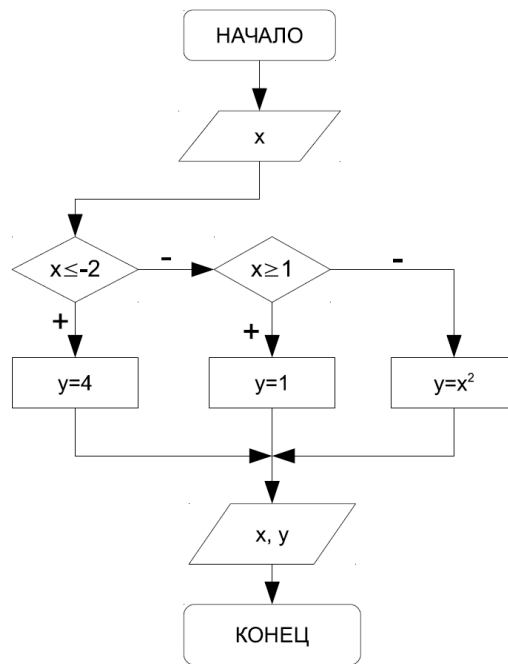 НАЧАЛО
x
x≤-2
-
x≥1
-
+
+
y=4
y=1
y=x²
x, y
КОНЕЦ